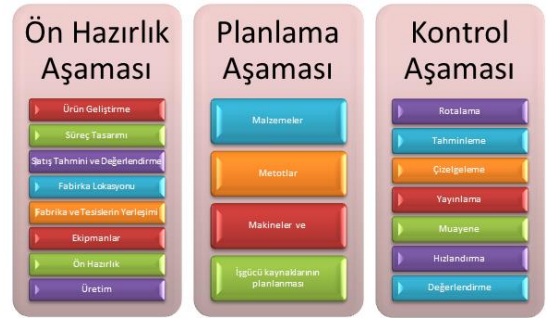 Ön Hazırlık
Aşaması
Ürün Geliştirme
Süreç Tasarımı
Satış Tahmini ve Değerlendirme
Fabirka Lokasyonu
Fabrika ve Tesislerin Yerleşimi
Ekipmanlar
Ön Hazırlık
Üretim
Planlama
Aşaması
Malzemeler
Metotlar
Makineler ve
İşgücü kaynaklarının
planlanması
Kontrol
Aşaması
Rotalama
Tahminleme
Çizelgeleme
Yayınlama
Muayene
Hızlandırma
Değerlendirme